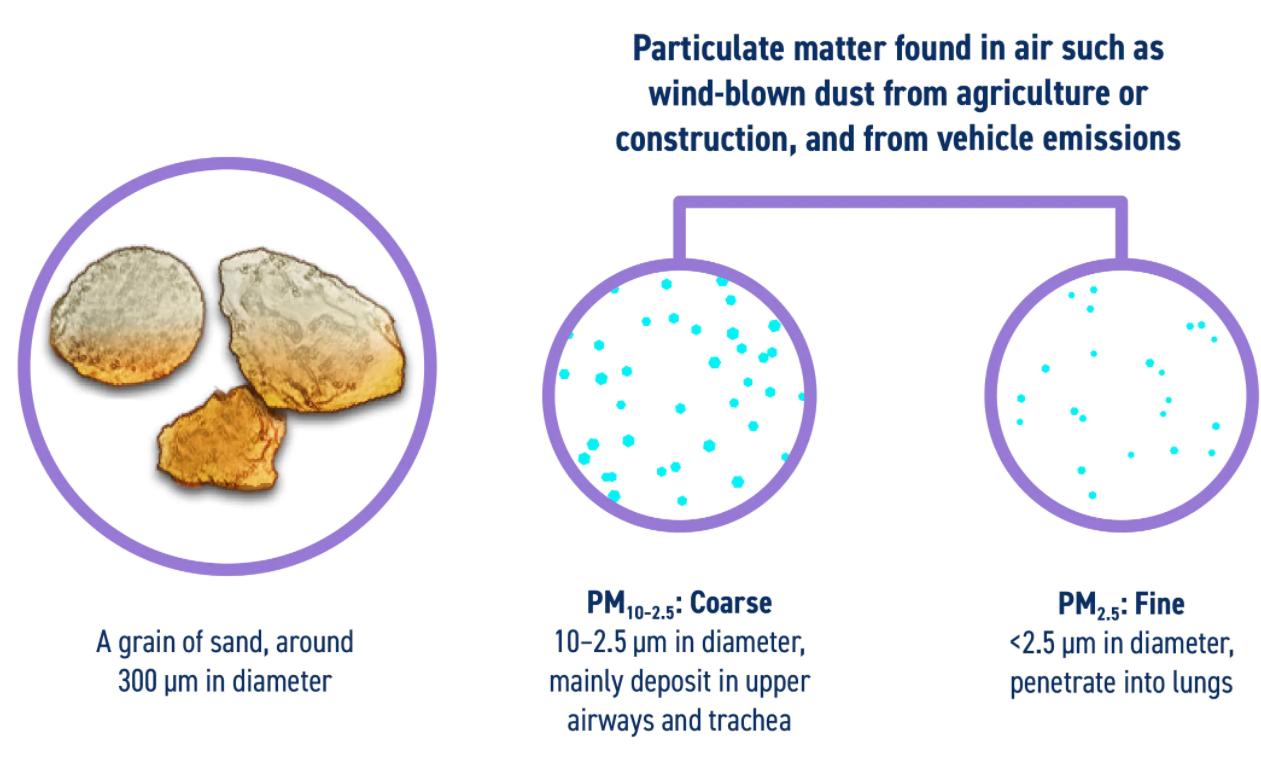 Particulate matter found in air such as
wind-blown dust from agriculture or
construction, and from vehicle emissions
A grain of sand, around
300 µm in diameter
PM10–2.5: Coarse
10–2.5 µm in diameter,
mainly deposit in upper
airways and trachea
PM2.5: Fine
<2.5 µm in diameter,
penetrate into lungs